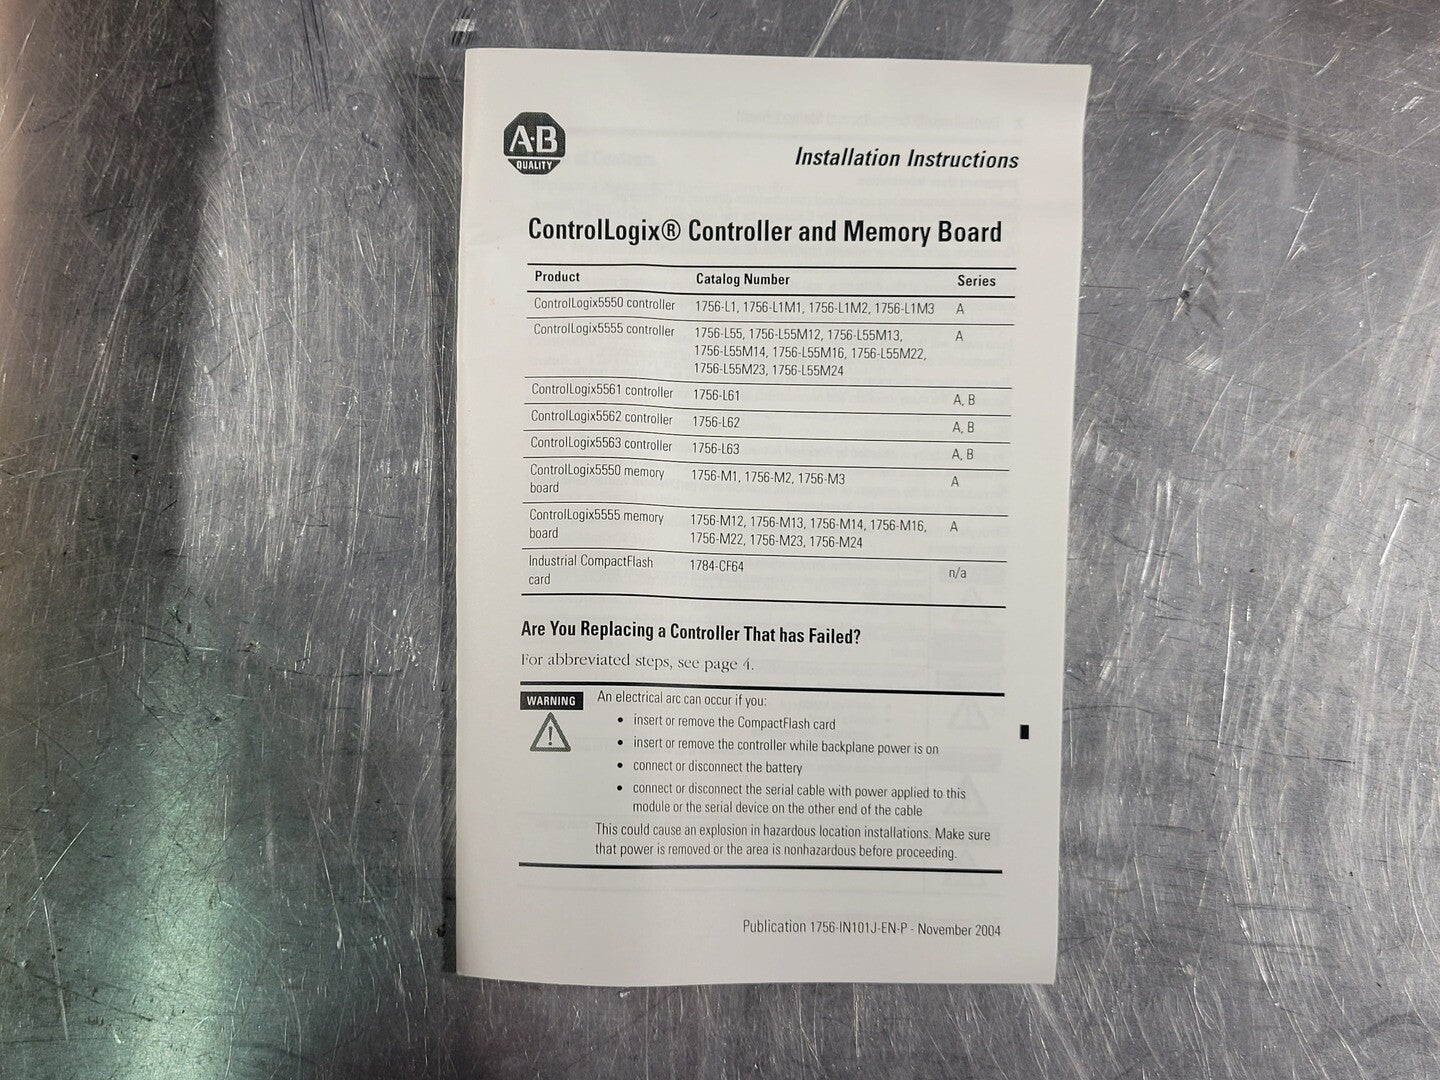 A·B
QUALITY
Installation Instructions
ControlLogix® Controller and Memory Board
Product Catalog Number Series
ControlLogix5550 controller 1756-L1, 1756-L1M1, 1756-L1M2, 1756-L1M3 A
ControlLogix5555 controller 1756-L55, 1756-L55M12, 1756-L55M13, A
1756-L55M14, 1756-L55M16, 1756-L55M22,
1756-L55M23, 1756-L55M24
ControlLogix5561 controller 1756-L61 A, B
ControlLogix5562 controller 1756-L62 A, B
ControlLogix5563 controller 1756-L63 A, B
ControlLogix5550 memory 1756-M1, 1756-M2, 1756-M3 A
board
ControlLogix5555 memory 1756-M12, 1756-M13, 1756-M14, 1756-M16, A
board 1756-M22, 1756-M23, 1756-M24
Industrial CompactFlash 1784-CF64 n/a
card
Are You Replacing a Controller That has Failed?
For abbreviated steps, see page 4.
WARNING An electrical arc can occur if you:
! • insert or remove the CompactFlash card
• insert or remove the controller while backplane power is on
• connect or disconnect the battery
• connect or disconnect the serial cable with power applied to this
module or the serial device on the other end of the cable
This could cause an explosion in hazardous location installations. Make sure
that power is removed or the area is nonhazardous before proceeding.
Publication 1756-IN101J-EN-P - November 2004